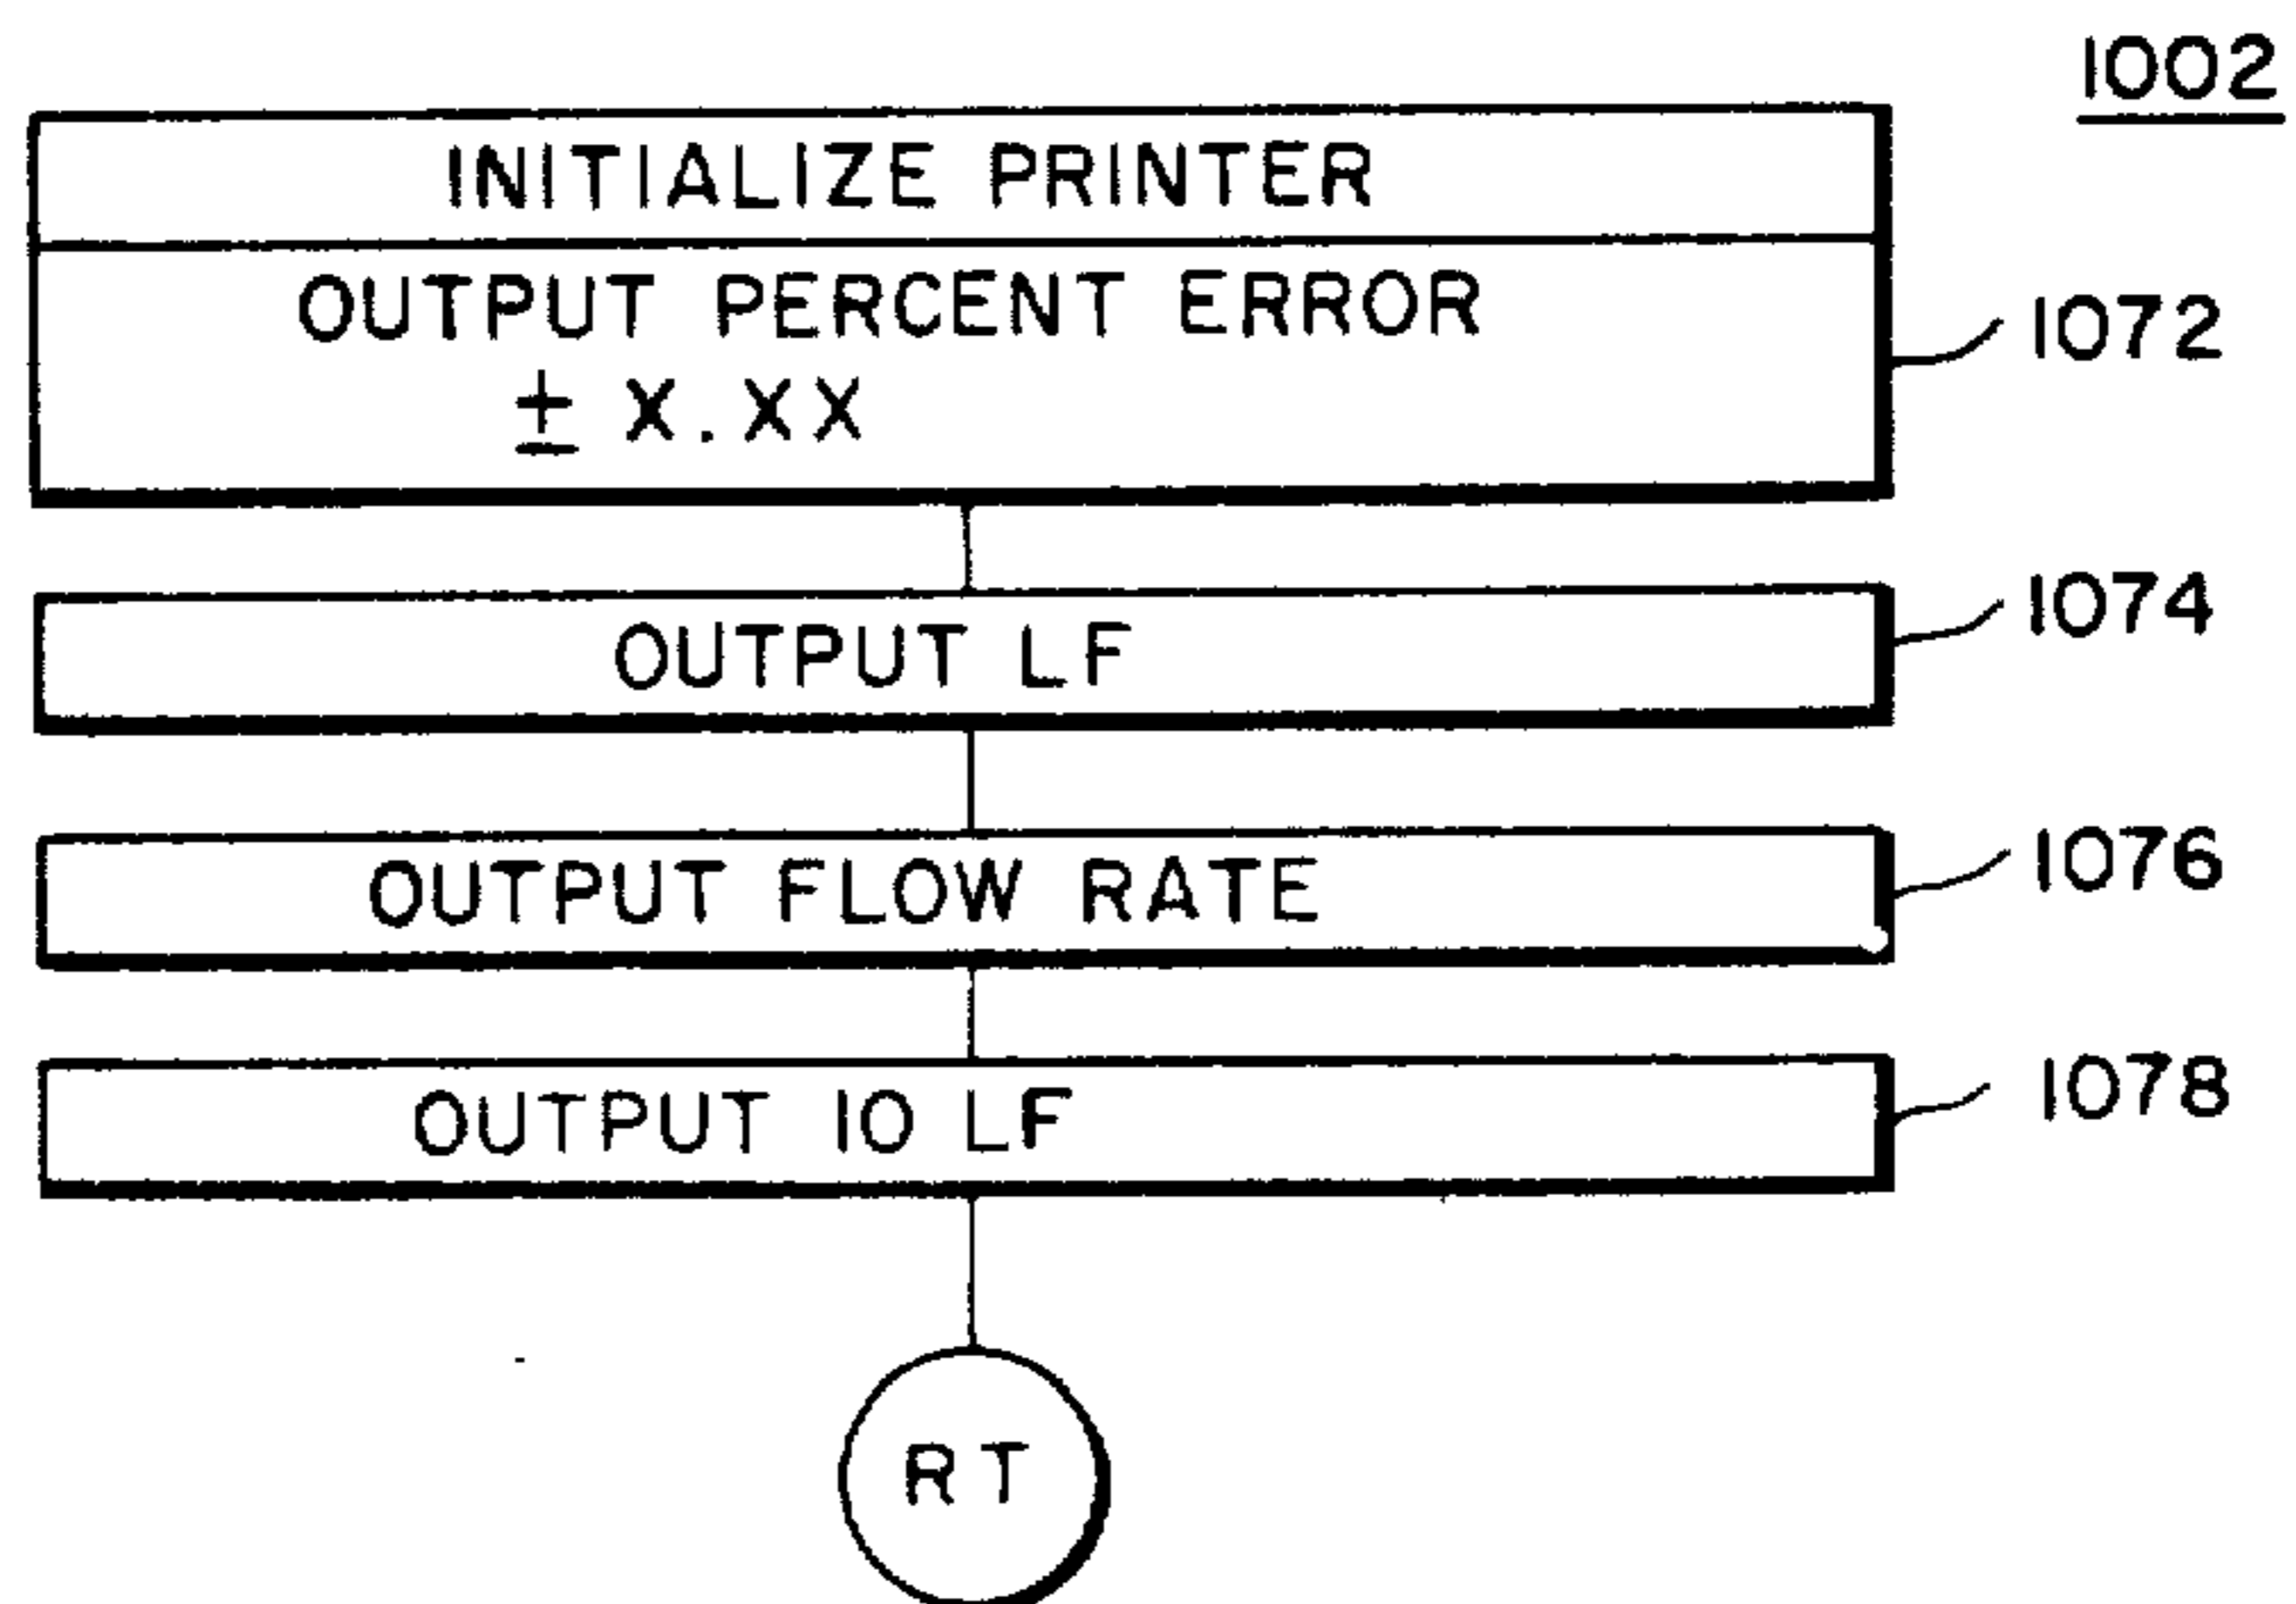 1002
INITIALIZE PRINTER
OUTPUT PERCENT ERROR
± X.XX
1072
OUTPUT LF
1074
OUTPUT FLOW RATE
1076
OUTPUT 10 LF
1078
RT